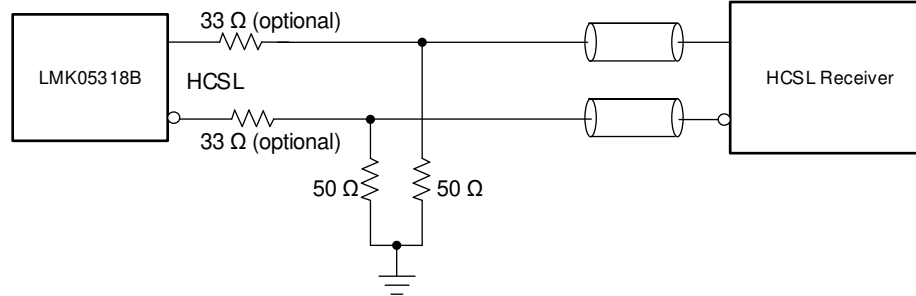 33 Ω (optional)
LMK05318B
HCSL
HCSL Receiver
33 Ω (optional)
50 Ω
50 Ω